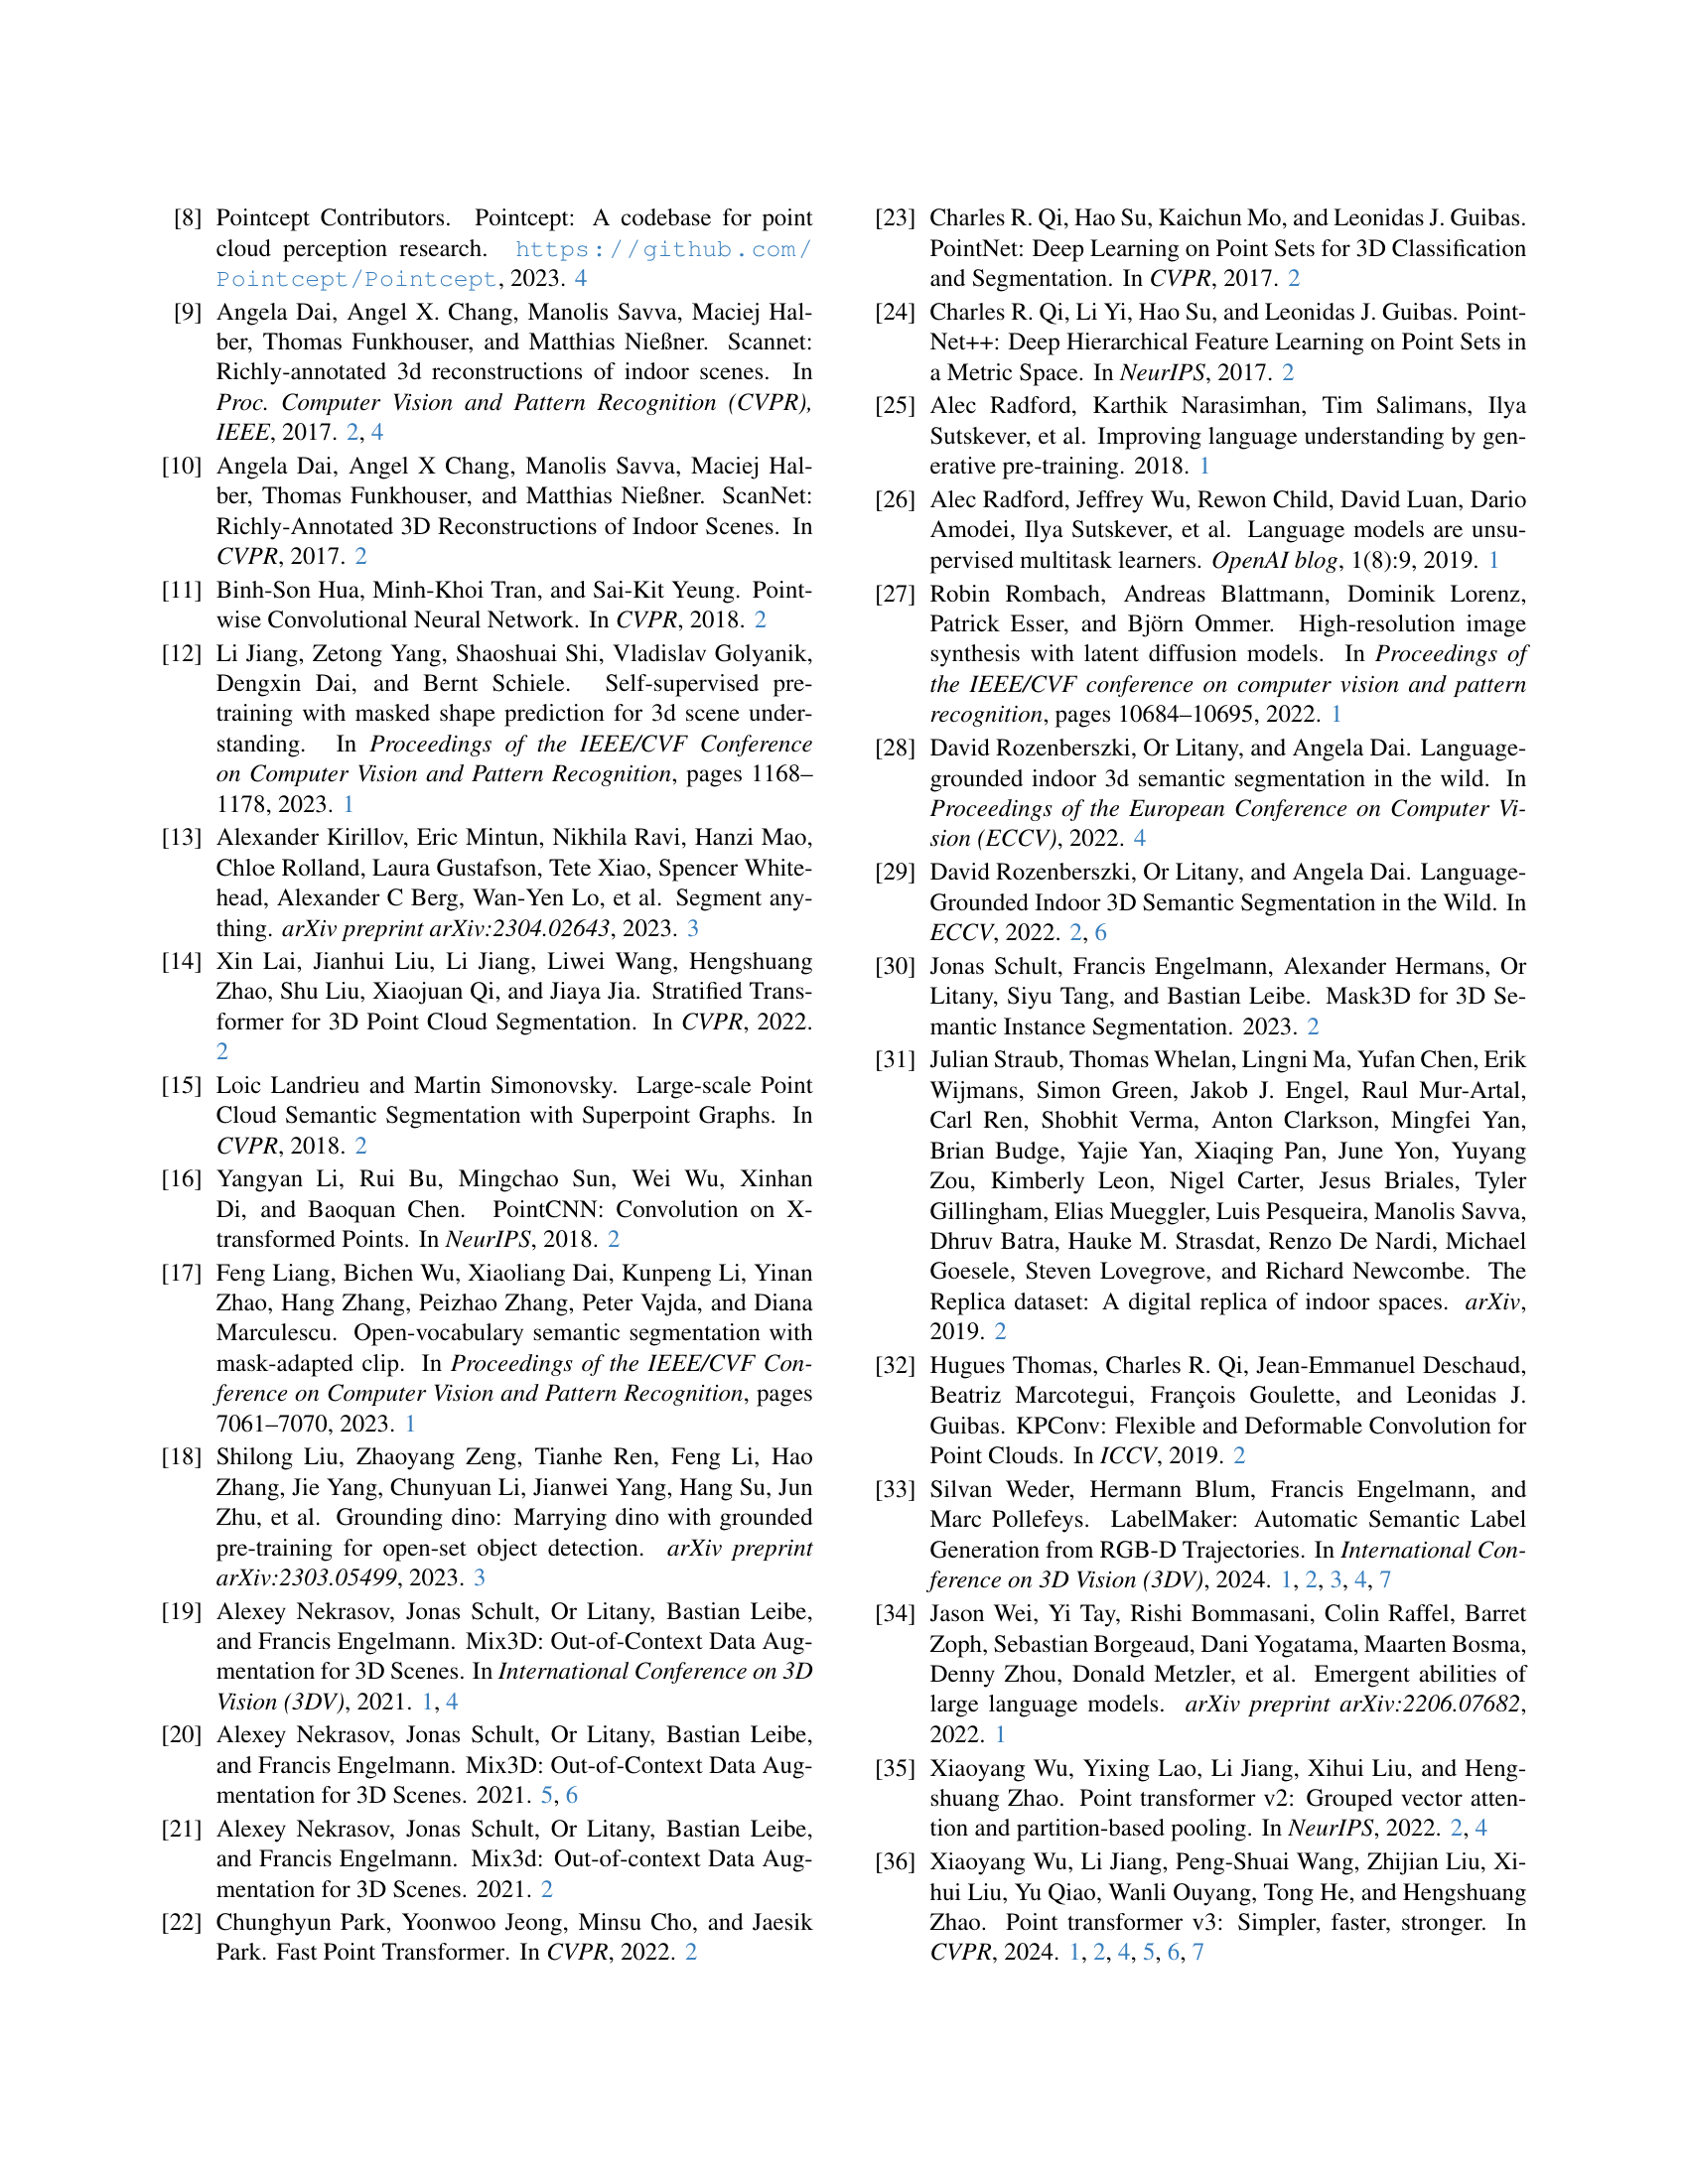 [8] Pointcept Contributors. Pointcept: A codebase for point
cloud perception research. https://github.com/
Pointcept/Pointcept, 2023. 4
[9] Angela Dai, Angel X. Chang, Manolis Savva, Maciej Hal-
ber, Thomas Funkhouser, and Matthias Nießner. Scannet:
Richly-annotated 3d reconstructions of indoor scenes. In
Proc. Computer Vision and Pattern Recognition (CVPR),
IEEE, 2017. 2, 4
[10] Angela Dai, Angel X Chang, Manolis Savva, Maciej Hal-
ber, Thomas Funkhouser, and Matthias Nießner. ScanNet:
Richly-Annotated 3D Reconstructions of Indoor Scenes. In
CVPR, 2017. 2
[11] Binh-Son Hua, Minh-Khoi Tran, and Sai-Kit Yeung. Point-
wise Convolutional Neural Network. In CVPR, 2018. 2
[12] Li Jiang, Zetong Yang, Shaoshuai Shi, Vladislav Golyanik,
Dengxin Dai, and Bernt Schiele. Self-supervised pre-
training with masked shape prediction for 3d scene under-
standing. In Proceedings of the IEEE/CVF Conference
on Computer Vision and Pattern Recognition, pages 1168–
1178, 2023. 1
[13] Alexander Kirillov, Eric Mintun, Nikhila Ravi, Hanzi Mao,
Chloe Rolland, Laura Gustafson, Tete Xiao, Spencer White-
head, Alexander C Berg, Wan-Yen Lo, et al. Segment any-
thing. arXiv preprint arXiv:2304.02643, 2023. 3
[14] Xin Lai, Jianhui Liu, Li Jiang, Liwei Wang, Hengshuang
Zhao, Shu Liu, Xiaojuan Qi, and Jiaya Jia. Stratified Trans-
former for 3D Point Cloud Segmentation. In CVPR, 2022.
2
[15] Loic Landrieu and Martin Simonovsky. Large-scale Point
Cloud Semantic Segmentation with Superpoint Graphs. In
CVPR, 2018. 2
[16] Yangyan Li, Rui Bu, Mingchao Sun, Wei Wu, Xinhan
Di, and Baoquan Chen. PointCNN: Convolution on X-
transformed Points. In NeurIPS, 2018. 2
[17] Feng Liang, Bichen Wu, Xiaoliang Dai, Kunpeng Li, Yinan
Zhao, Hang Zhang, Peizhao Zhang, Peter Vajda, and Diana
Marculescu. Open-vocabulary semantic segmentation with
mask-adapted clip. In Proceedings of the IEEE/CVF Con-
ference on Computer Vision and Pattern Recognition, pages
7061–7070, 2023. 1
[18] Shilong Liu, Zhaoyang Zeng, Tianhe Ren, Feng Li, Hao
Zhang, Jie Yang, Chunyuan Li, Jianwei Yang, Hang Su, Jun
Zhu, et al. Grounding dino: Marrying dino with grounded
pre-training for open-set object detection. arXiv preprint
arXiv:2303.05499, 2023. 3
[19] Alexey Nekrasov, Jonas Schult, Or Litany, Bastian Leibe,
and Francis Engelmann. Mix3D: Out-of-Context Data Aug-
mentation for 3D Scenes. In International Conference on 3D
Vision (3DV), 2021. 1, 4
[20] Alexey Nekrasov, Jonas Schult, Or Litany, Bastian Leibe,
and Francis Engelmann. Mix3D: Out-of-Context Data Aug-
mentation for 3D Scenes. 2021. 5, 6
[21] Alexey Nekrasov, Jonas Schult, Or Litany, Bastian Leibe,
and Francis Engelmann. Mix3d: Out-of-context Data Aug-
mentation for 3D Scenes. 2021. 2
[22] Chunghyun Park, Yoonwoo Jeong, Minsu Cho, and Jaesik
Park. Fast Point Transformer. In CVPR, 2022. 2
[23] Charles R. Qi, Hao Su, Kaichun Mo, and Leonidas J. Guibas.
PointNet: Deep Learning on Point Sets for 3D Classification
and Segmentation. In CVPR, 2017. 2
[24] Charles R. Qi, Li Yi, Hao Su, and Leonidas J. Guibas. Point-
Net++: Deep Hierarchical Feature Learning on Point Sets in
a Metric Space. In NeurIPS, 2017. 2
[25] Alec Radford, Karthik Narasimhan, Tim Salimans, Ilya
Sutskever, et al. Improving language understanding by gen-
erative pre-training. 2018. 1
[26] Alec Radford, Jeffrey Wu, Rewon Child, David Luan, Dario
Amodei, Ilya Sutskever, et al. Language models are unsu-
pervised multitask learners. OpenAI blog, 1(8):9, 2019. 1
[27] Robin Rombach, Andreas Blattmann, Dominik Lorenz,
Patrick Esser, and Björn Ommer. High-resolution image
synthesis with latent diffusion models. In Proceedings of
the IEEE/CVF conference on computer vision and pattern
recognition, pages 10684–10695, 2022. 1
[28] David Rozenberszki, Or Litany, and Angela Dai. Language-
grounded indoor 3d semantic segmentation in the wild. In
Proceedings of the European Conference on Computer Vi-
sion (ECCV), 2022. 4
[29] David Rozenberszki, Or Litany, and Angela Dai. Language-
Grounded Indoor 3D Semantic Segmentation in the Wild. In
ECCV, 2022. 2, 6
[30] Jonas Schult, Francis Engelmann, Alexander Hermans, Or
Litany, Siyu Tang, and Bastian Leibe. Mask3D for 3D Se-
mantic Instance Segmentation. 2023. 2
[31] Julian Straub, Thomas Whelan, Lingni Ma, Yufan Chen, Erik
Wijmans, Simon Green, Jakob J. Engel, Raul Mur-Artal,
Carl Ren, Shobhit Verma, Anton Clarkson, Mingfei Yan,
Brian Budge, Yajie Yan, Xiaqing Pan, June Yon, Yuyang
Zou, Kimberly Leon, Nigel Carter, Jesus Briales, Tyler
Gillingham, Elias Mueggler, Luis Pesqueira, Manolis Savva,
Dhruv Batra, Hauke M. Strasdat, Renzo De Nardi, Michael
Goesele, Steven Lovegrove, and Richard Newcombe. The
Replica dataset: A digital replica of indoor spaces. arXiv,
2019. 2
[32] Hugues Thomas, Charles R. Qi, Jean-Emmanuel Deschaud,
Beatriz Marcotegui, François Goulette, and Leonidas J.
Guibas. KPConv: Flexible and Deformable Convolution for
Point Clouds. In ICCV, 2019. 2
[33] Silvan Weder, Hermann Blum, Francis Engelmann, and
Marc Pollefeys. LabelMaker: Automatic Semantic Label
Generation from RGB-D Trajectories. In International Con-
ference on 3D Vision (3DV), 2024. 1, 2, 3, 4, 7
[34] Jason Wei, Yi Tay, Rishi Bommasani, Colin Raffel, Barret
Zoph, Sebastian Borgeaud, Dani Yogatama, Maarten Bosma,
Denny Zhou, Donald Metzler, et al. Emergent abilities of
large language models. arXiv preprint arXiv:2206.07682,
2022. 1
[35] Xiaoyang Wu, Yixing Lao, Li Jiang, Xihui Liu, and Heng-
shuang Zhao. Point transformer v2: Grouped vector atten-
tion and partition-based pooling. In NeurIPS, 2022. 2, 4
[36] Xiaoyang Wu, Li Jiang, Peng-Shuai Wang, Zhijian Liu, Xi-
hui Liu, Yu Qiao, Wanli Ouyang, Tong He, and Hengshuang
Zhao. Point transformer v3: Simpler, faster, stronger. In
CVPR, 2024. 1, 2, 4, 5, 6, 7